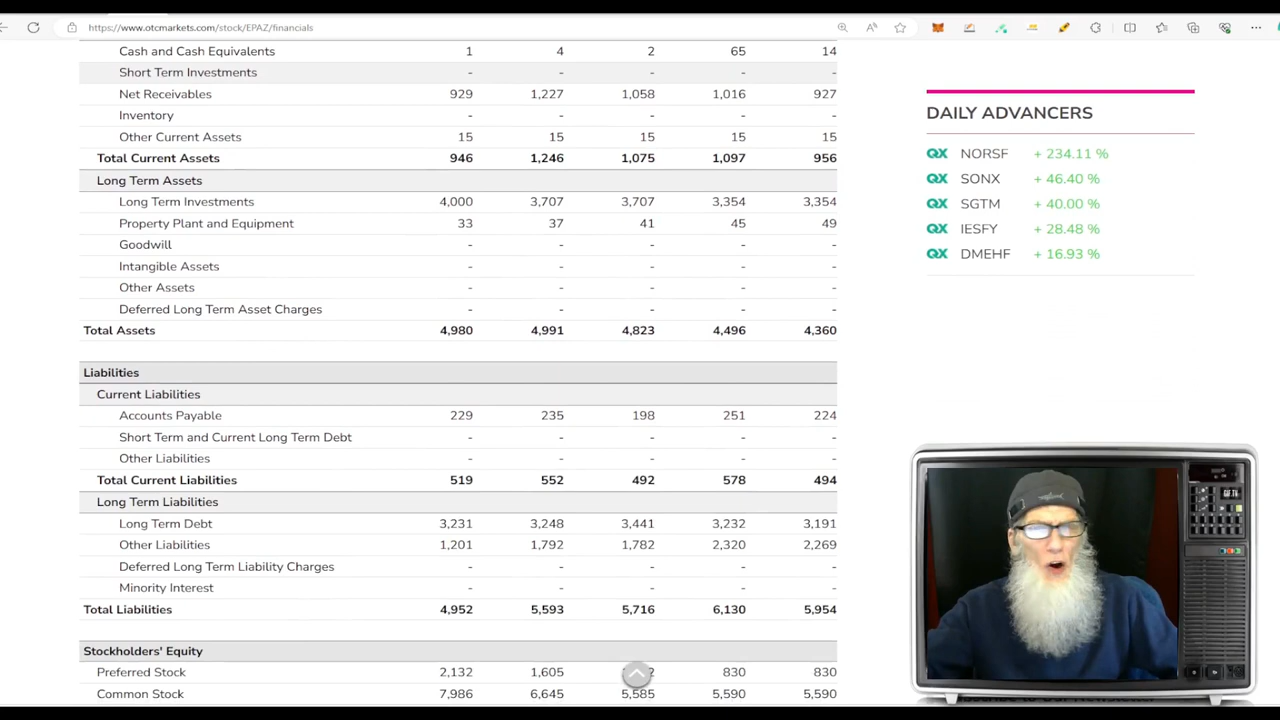 https://www.otcmarkets.com/stock/EPAZ/financials
Cash and Cash Equivalents 1 4 2 65 14
Short Term Investments - - - - -
Net Receivables 929 1,227 1,058 1,016 927
Inventory - - - - -
Other Current Assets 15 15 15 15 15
Total Current Assets 946 1,246 1,075 1,097 956
Long Term Assets
Long Term Investments 4,000 3,707 3,707 3,354 3,354
Property Plant and Equipment 33 37 41 45 49
Goodwill - - - - -
Intangible Assets - - - - -
Other Assets - - - - -
Deferred Long Term Asset Charges - - - - -
Total Assets 4,980 4,991 4,823 4,496 4,360
Liabilities
Current Liabilities
Accounts Payable 229 235 198 251 224
Short Term and Current Long Term Debt - - - - -
Other Liabilities - - - - -
Total Current Liabilities 519 552 492 578 494
Long Term Liabilities
Long Term Debt 3,231 3,248 3,441 3,232 3,191
Other Liabilities 1,201 1,792 1,782 2,320 2,269
Deferred Long Term Liability Charges - - - - -
Minority Interest - - - - -
Total Liabilities 4,952 5,593 5,716 6,130 5,954
Stockholders' Equity
Preferred Stock 2,132 1,605 830 830
Common Stock 7,986 6,645 5,585 5,590 5,590
DAILY ADVANCERS
QX NORSF + 234.11 %
QX SONX + 46.40 %
QX SGTM + 40.00 %
QX IESFY + 28.48 %
QX DMEHF + 16.93 %
GIF TV